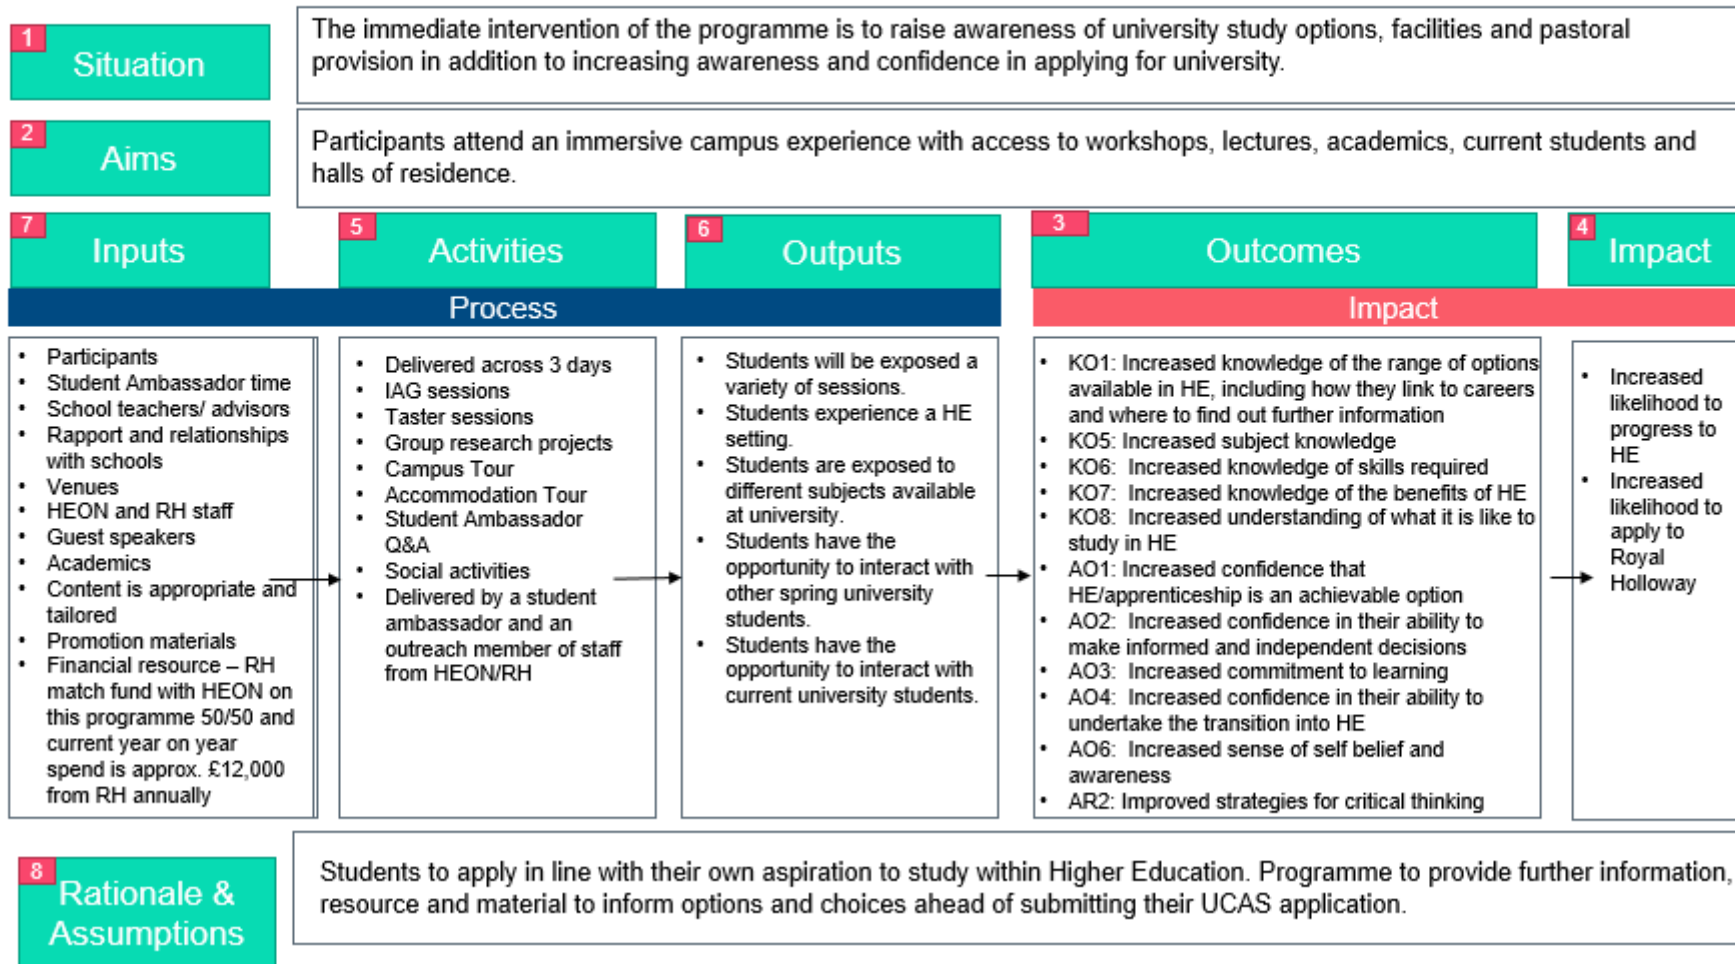 1
Situation
The immediate intervention of the programme is to raise awareness of university study options, facilities and pastoral
provision in addition to increasing awareness and confidence in applying for university.
2
Aims
Participants attend an immersive campus experience with access to workshops, lectures, academics, current students and
halls of residence.
7
Inputs
5
Activities
6
Outputs
3
Outcomes
4
Impact
Process
Impact
• Participants
• Student Ambassador time
• School teachers/ advisors
• Rapport and relationships
with schools
• Venues
• HEON and RH staff
• Guest speakers
• Academics
• Content is appropriate and
tailored
• Promotion materials
• Financial resource – RH
match fund with HEON on
this programme 50/50 and
current year on year
spend is approx. £12,000
from RH annually
• Delivered across 3 days
• IAG sessions
• Taster sessions
• Group research projects
• Campus Tour
• Accommodation Tour
• Student Ambassador
Q&A
• Social activities
• Delivered by a student
ambassador and an
outreach member of staff
from HEON/RH
• Students will be exposed a
variety of sessions.
• Students experience a HE
setting.
• Students are exposed to
different subjects available
at university.
• Students have the
opportunity to interact with
other spring university
students.
• Students have the
opportunity to interact with
current university students.
• KO1: Increased knowledge of the range of options
available in HE, including how they link to careers
and where to find out further information
• KO5: Increased subject knowledge
• KO6: Increased knowledge of skills required
• KO7: Increased knowledge of the benefits of HE
• KO8: Increased understanding of what it is like to
study in HE
• AO1: Increased confidence that
HE/apprenticeship is an achievable option
• AO2: Increased confidence in their ability to
make informed and independent decisions
• AO3: Increased commitment to learning
• AO4: Increased confidence in their ability to
undertake the transition into HE
• AO6: Increased sense of self belief and
awareness
• AR2: Improved strategies for critical thinking
• Increased
likelihood to
progress to
HE
• Increased
likelihood to
apply to
Royal
Holloway
8
Rationale &
Assumptions
Students to apply in line with their own aspiration to study within Higher Education. Programme to provide further information,
resource and material to inform options and choices ahead of submitting their UCAS application.